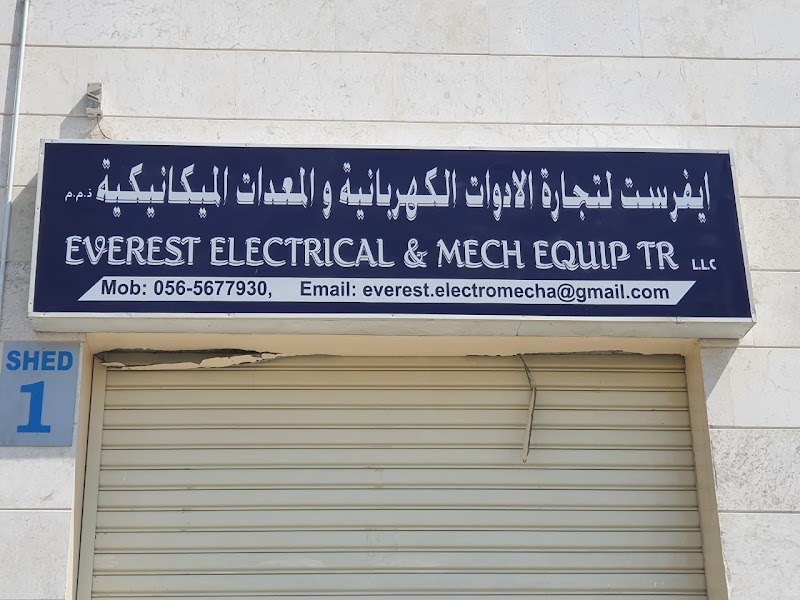 ايفرست لتجارة الادوات الكهربائية و المعدات الميكانيكية ذ.م.م
EVEREST ELECTRICAL & MECH EQUIP TR L.L.C
Mob: 056-5677930, Email: everest.electromecha@gmail.com
SHED
1